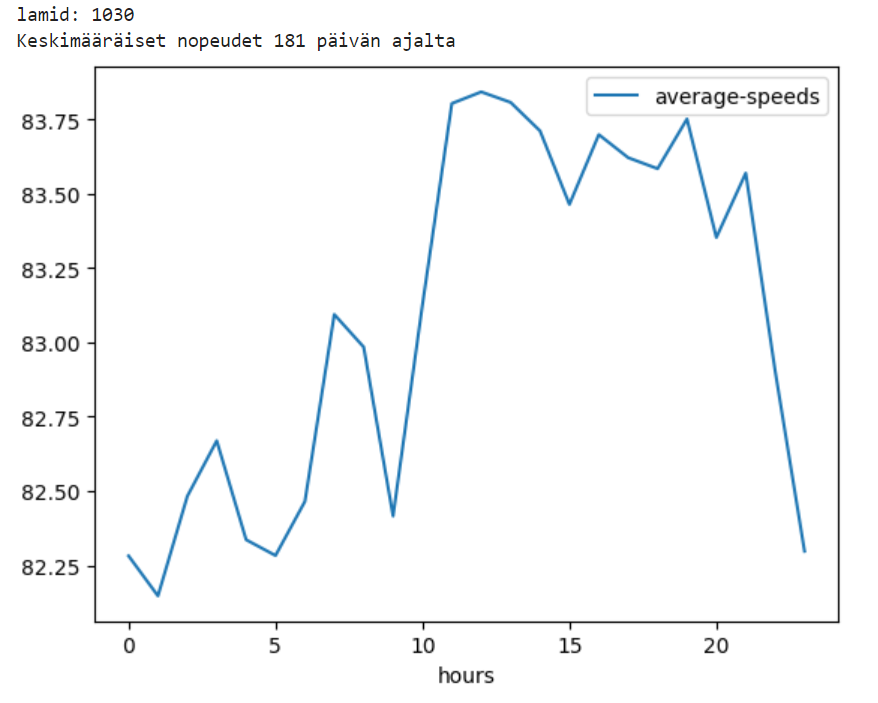 lamid: 1030
Keskimääräiset nopeudet 181 päivän ajalta
average-speeds
83.75
83.50
83.25
83.00
82.75
82.50
82.25
0 5 10 15 20
hours